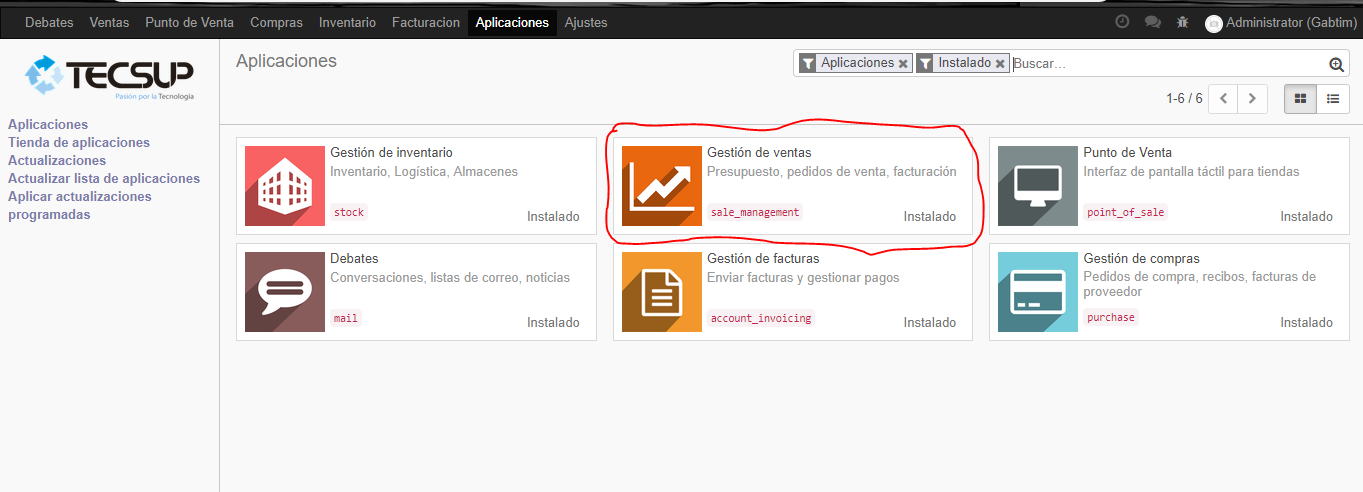 Debates Ventas Punto de Venta Compras Inventario Facturacion Aplicaciones Ajustes Administrator (Gabtim)
TECSUP
Pasión por la Tecnología
Aplicaciones
Tienda de aplicaciones
Actualizaciones
Actualizar lista de aplicaciones
Aplicar actualizaciones
programadas
Aplicaciones
Aplicaciones × Instalado × Buscar...
1-6 / 6
Gestión de inventario
Inventario, Logística, Almacenes
stock
Instalado
Gestión de ventas
Presupuesto, pedidos de venta, facturación
sale_management
Instalado
Punto de Venta
Interfaz de pantalla táctil para tiendas
point_of_sale
Instalado
Debates
Conversaciones, listas de correo, noticias
mail
Instalado
Gestión de facturas
Enviar facturas y gestionar pagos
account_invoicing
Instalado
Gestión de compras
Pedidos de compra, recibos, facturas de
proveedor
purchase
Instalado